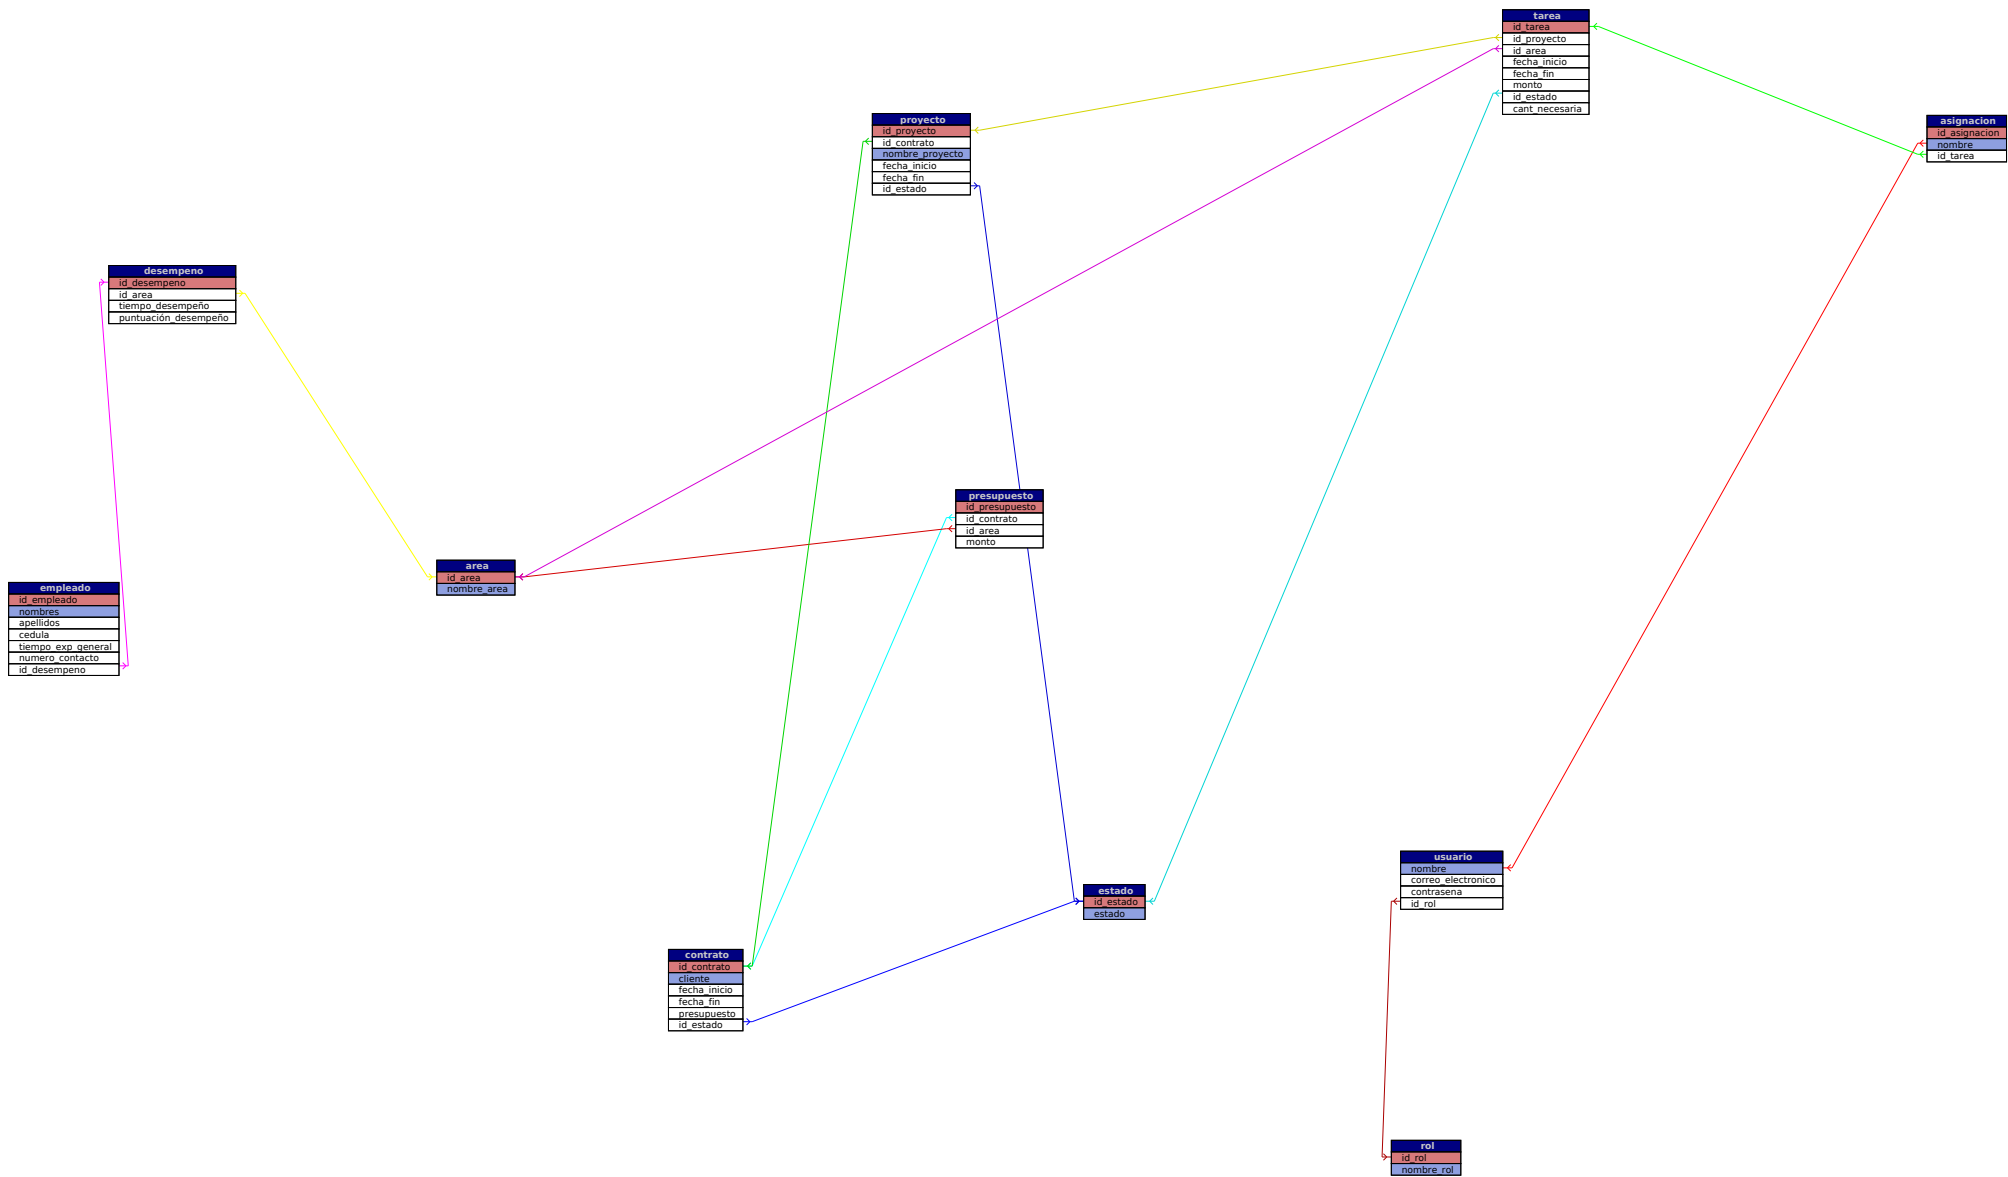 tarea
id_tarea
id_proyecto
id_area
fecha_inicio
fecha_fin
monto
id_estado
cant_necesaria
proyecto
id_proyecto
id_contrato
nombre_proyecto
fecha_inicio
fecha_fin
id_estado
asignacion
id_asignacion
nombre
id_tarea
desempeno
id_desempeno
id_area
tiempo_desempeño
puntuación_desempeño
presupuesto
id_presupuesto
id_contrato
id_area
monto
area
id_area
nombre_area
empleado
id_empleado
nombres
apellidos
cedula
tiempo_exp_general
numero_contacto
id_desempeno
usuario
nombre
correo_electronico
contrasena
id_rol
estado
id_estado
estado
contrato
id_contrato
cliente
fecha_inicio
fecha_fin
presupuesto
id_estado
rol
id_rol
nombre_rol